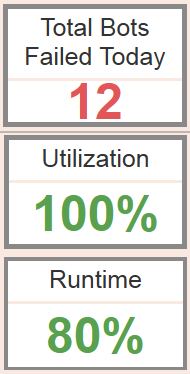 Total Bots
Failed Today
12
Utilization
100%
Runtime
80%